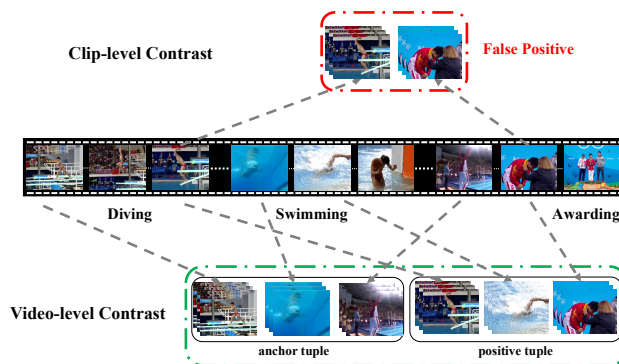 Clip-level Contrast
False Positive
Diving
Swimming
Awarding
Video-level Contrast
anchor tuple
positive tuple